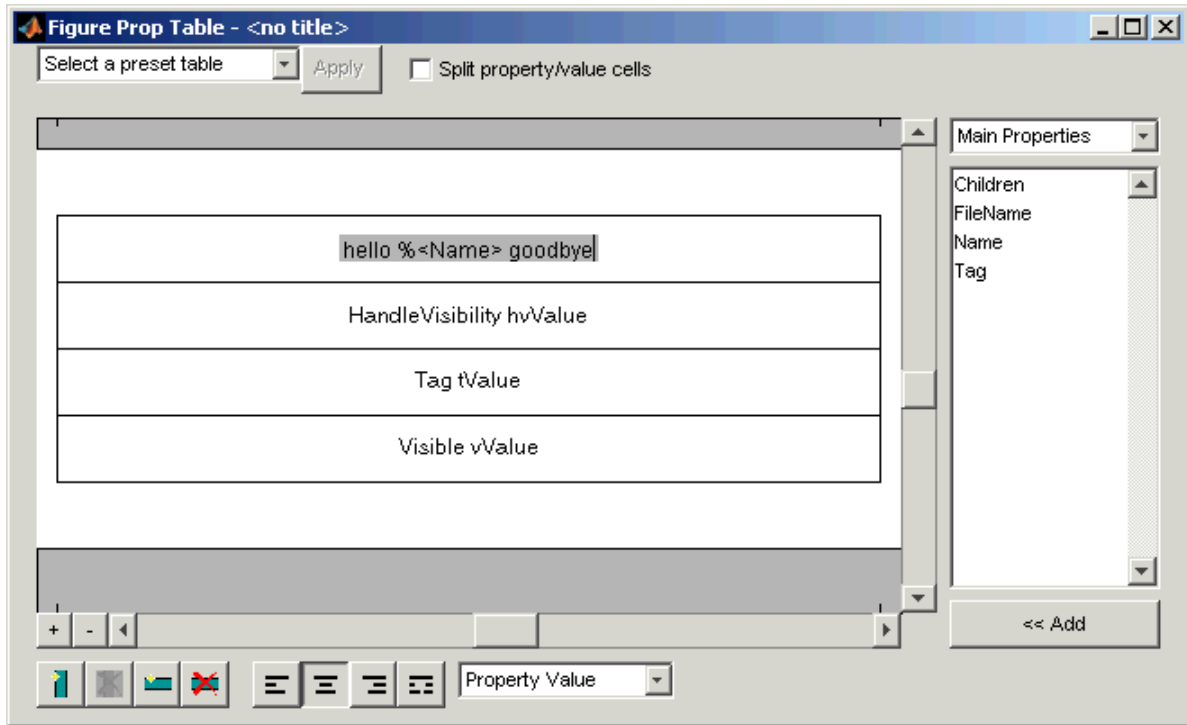 Figure Prop Table - <no title>
Select a preset table
Apply
Split property/value cells
Main Properties
Children
FileName
Name
Tag
hello %<Name> goodbye
HandleVisibility hvValue
Tag tValue
Visible vValue
+ -
<< Add
Property Value